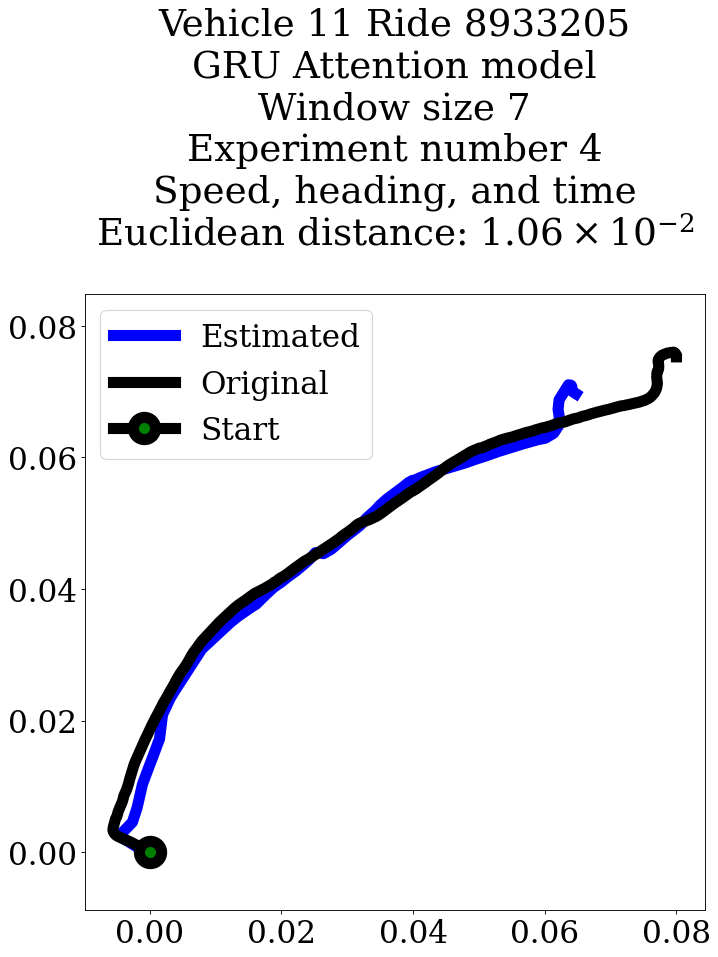 Vehicle 11 Ride 8933205
GRU Attention model
Window size 7
Experiment number 4
Speed, heading, and time
Euclidean distance: 1.06 × 10⁻²
Estimated
Original
Start
0.08
0.06
0.04
0.02
0.00
0.00 0.02 0.04 0.06 0.08